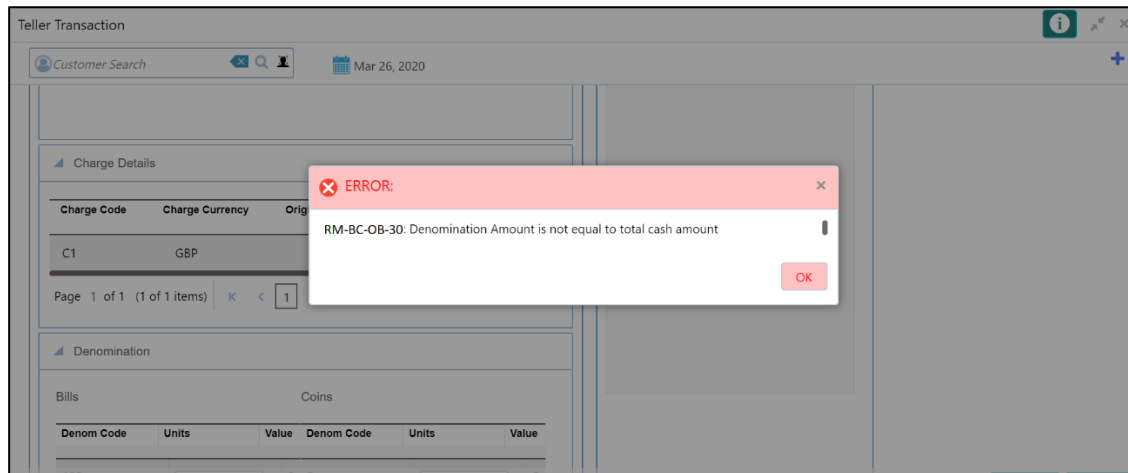 Teller Transaction
Customer Search
Mar 26, 2020
Charge Details
ERROR:
Charge Code Charge Currency Orig
RM-BC-OB-30: Denomination Amount is not equal to total cash amount
C1 GBP
OK
Page 1 of 1 (1 of 1 items) 1
Denomination
Bills Coins
Denom Code Units Value Denom Code Units Value